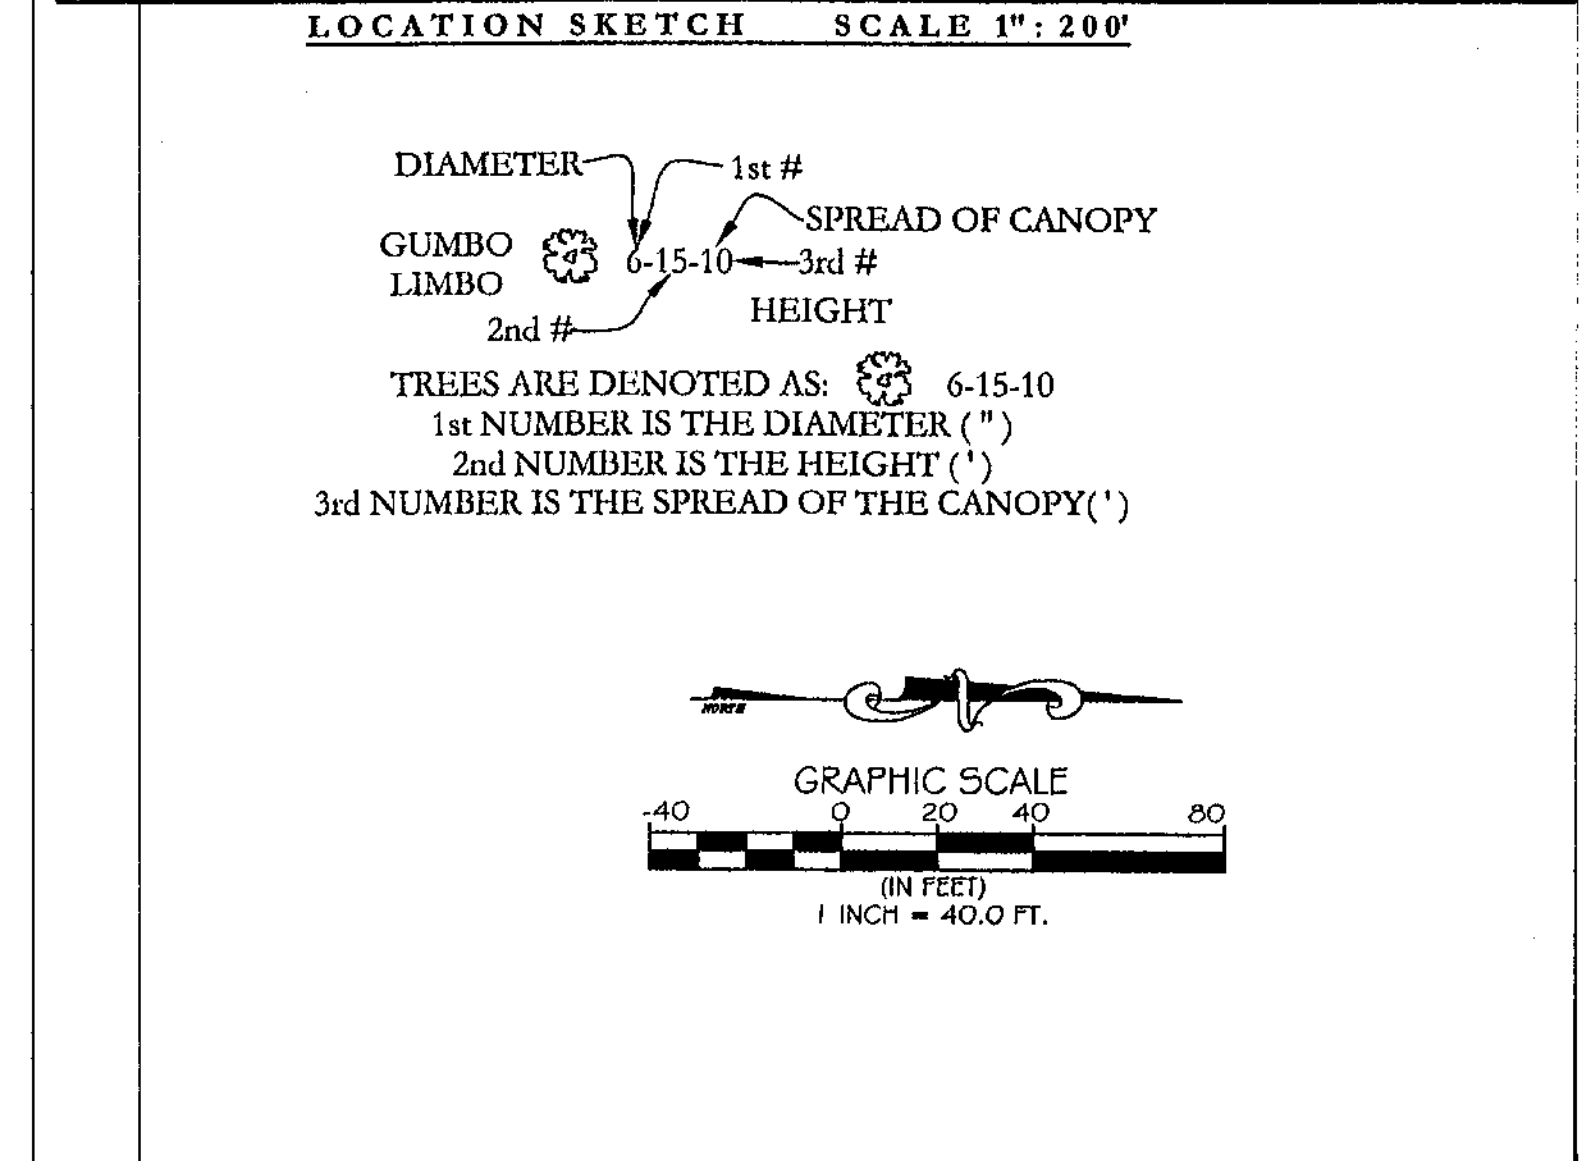 LOCATION SKETCH SCALE 1": 200'
DIAMETER 1st #
SPREAD OF CANOPY
GUMBO
LIMBO
6-15-10 3rd #
HEIGHT
2nd #
TREES ARE DENOTED AS: 6-15-10
1st NUMBER IS THE DIAMETER (")
2nd NUMBER IS THE HEIGHT (')
3rd NUMBER IS THE SPREAD OF THE CANOPY(')
NORTH
GRAPHIC SCALE
-40 0 20 40 80
(IN FEET)
1 INCH = 40.0 FT.